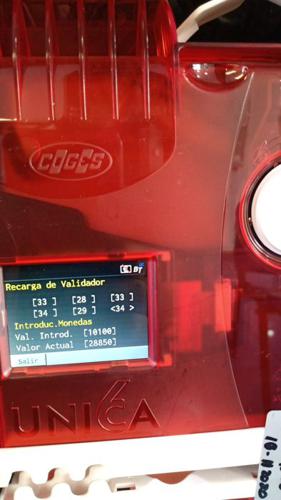 COGES
Recarga de Validador
[33 ] [28 ] [33 ]
[34 ] [29 ] <34 >
Introduc.Monedas
Val. Introd. [10100]
Valor Actual [28850]
Salir
UNICA